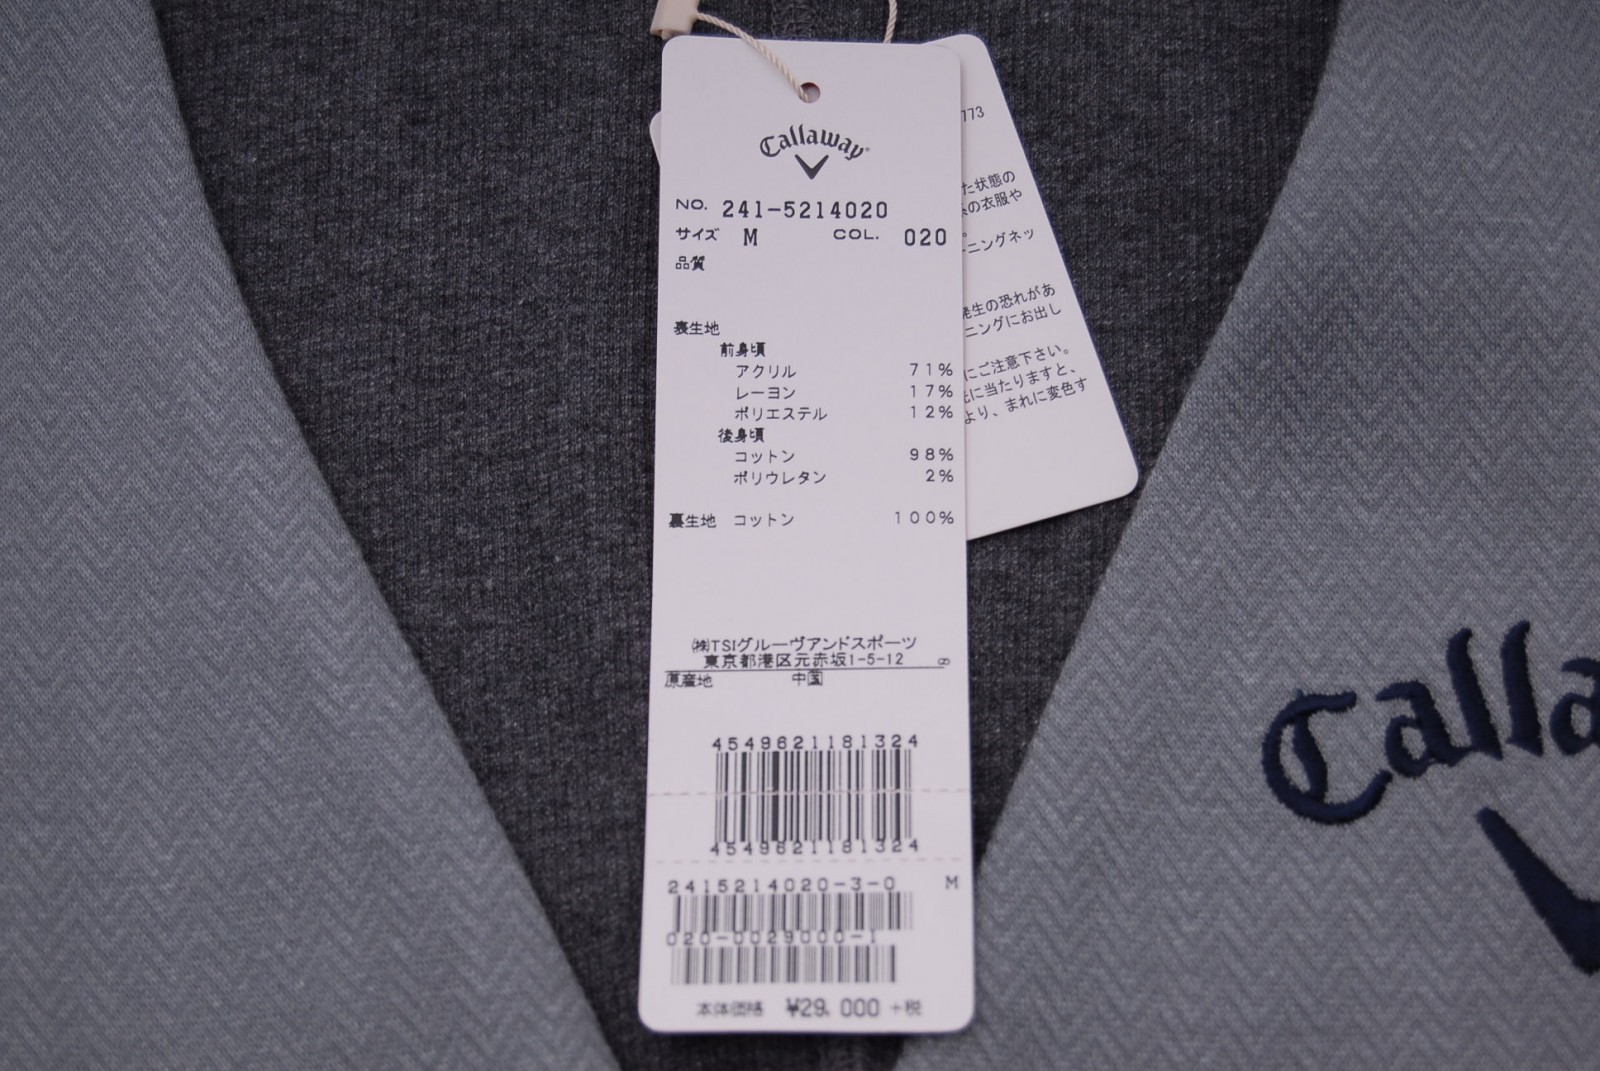 Callaway
NO. 241-5214020
サイズ M COL. 020
品質
表生地
前身頃
アクリル 71%
レーヨン 17%
ポリエステル 12%
後身頃
コットン 98%
ポリウレタン 2%
裏生地 コットン 100%
㈱TSIグルーヴアンドスポーツ
東京都港区元赤坂1-5-12 ∞
原産地 中国
4549621181324
4549621181324
2415214020-3-0 M
020-0029000-1
本体価格 ¥29,000 +税
773
た状態の
の衣服や
。
ーニングネッ
発生の恐れがあ
ニングにお出し
にご注意下さい。
に当たりますと、
より、まれに変色す
Calla